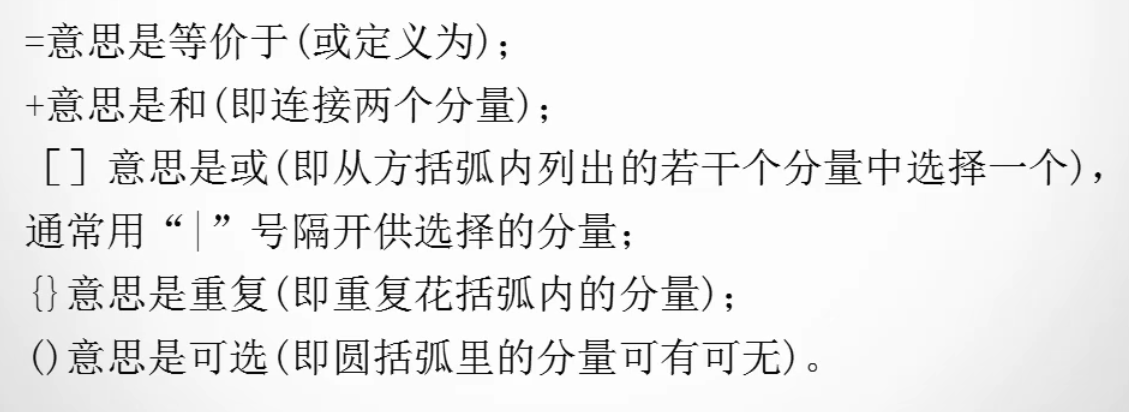 =意思是等价于(或定义为);
+意思是和(即连接两个分量);
［］意思是或(即从方括弧内列出的若干个分量中选择一个),
通常用“|”号隔开供选择的分量;
{}意思是重复(即重复花括弧内的分量);
()意思是可选(即圆括弧里的分量可有可无)。